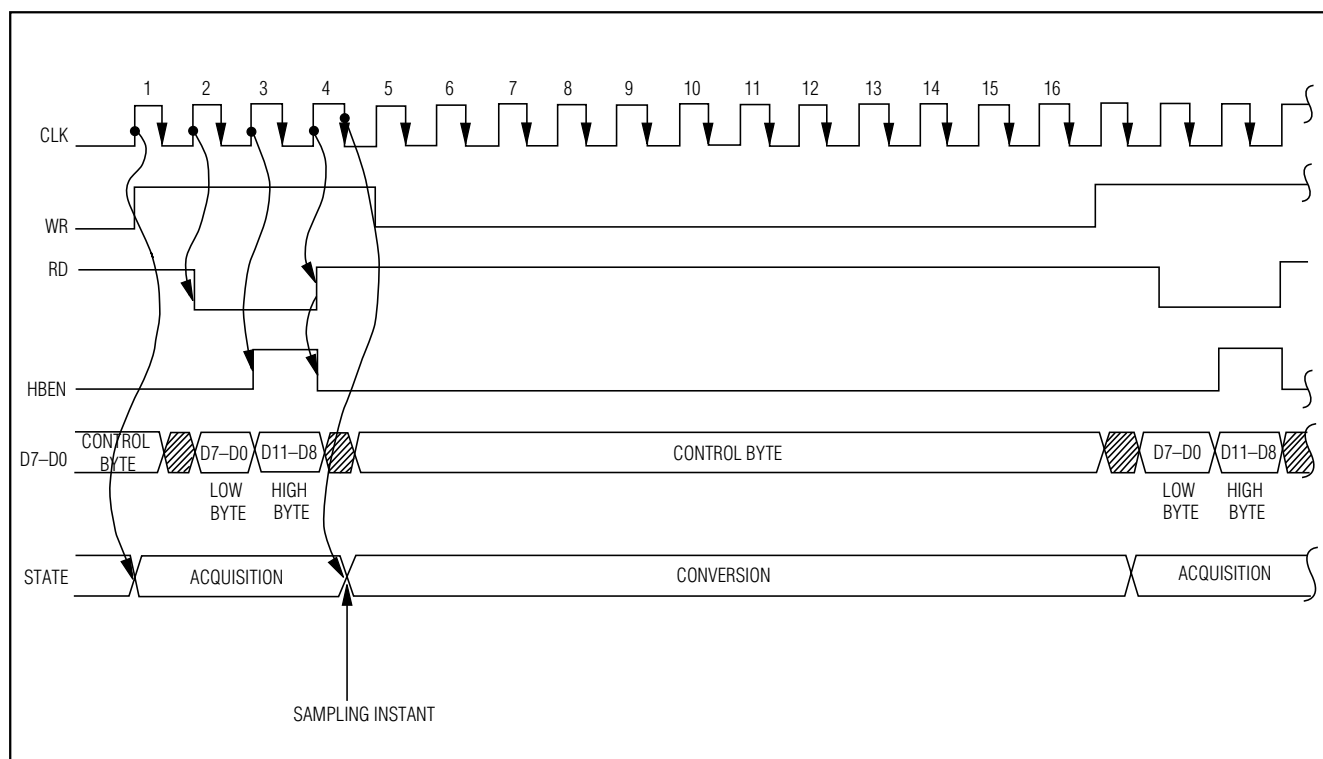 1 2 3 4 5 6 7 8 9 10 11 12 13 14 15 16
CLK
WR
RD
HBEN
D7–D0
CONTROL
BYTE
D7–D0
D11–D8
CONTROL BYTE
D7–D0
D11–D8
LOW
BYTE
HIGH
BYTE
LOW
BYTE
HIGH
BYTE
STATE
ACQUISITION
CONVERSION
ACQUISITION
SAMPLING INSTANT